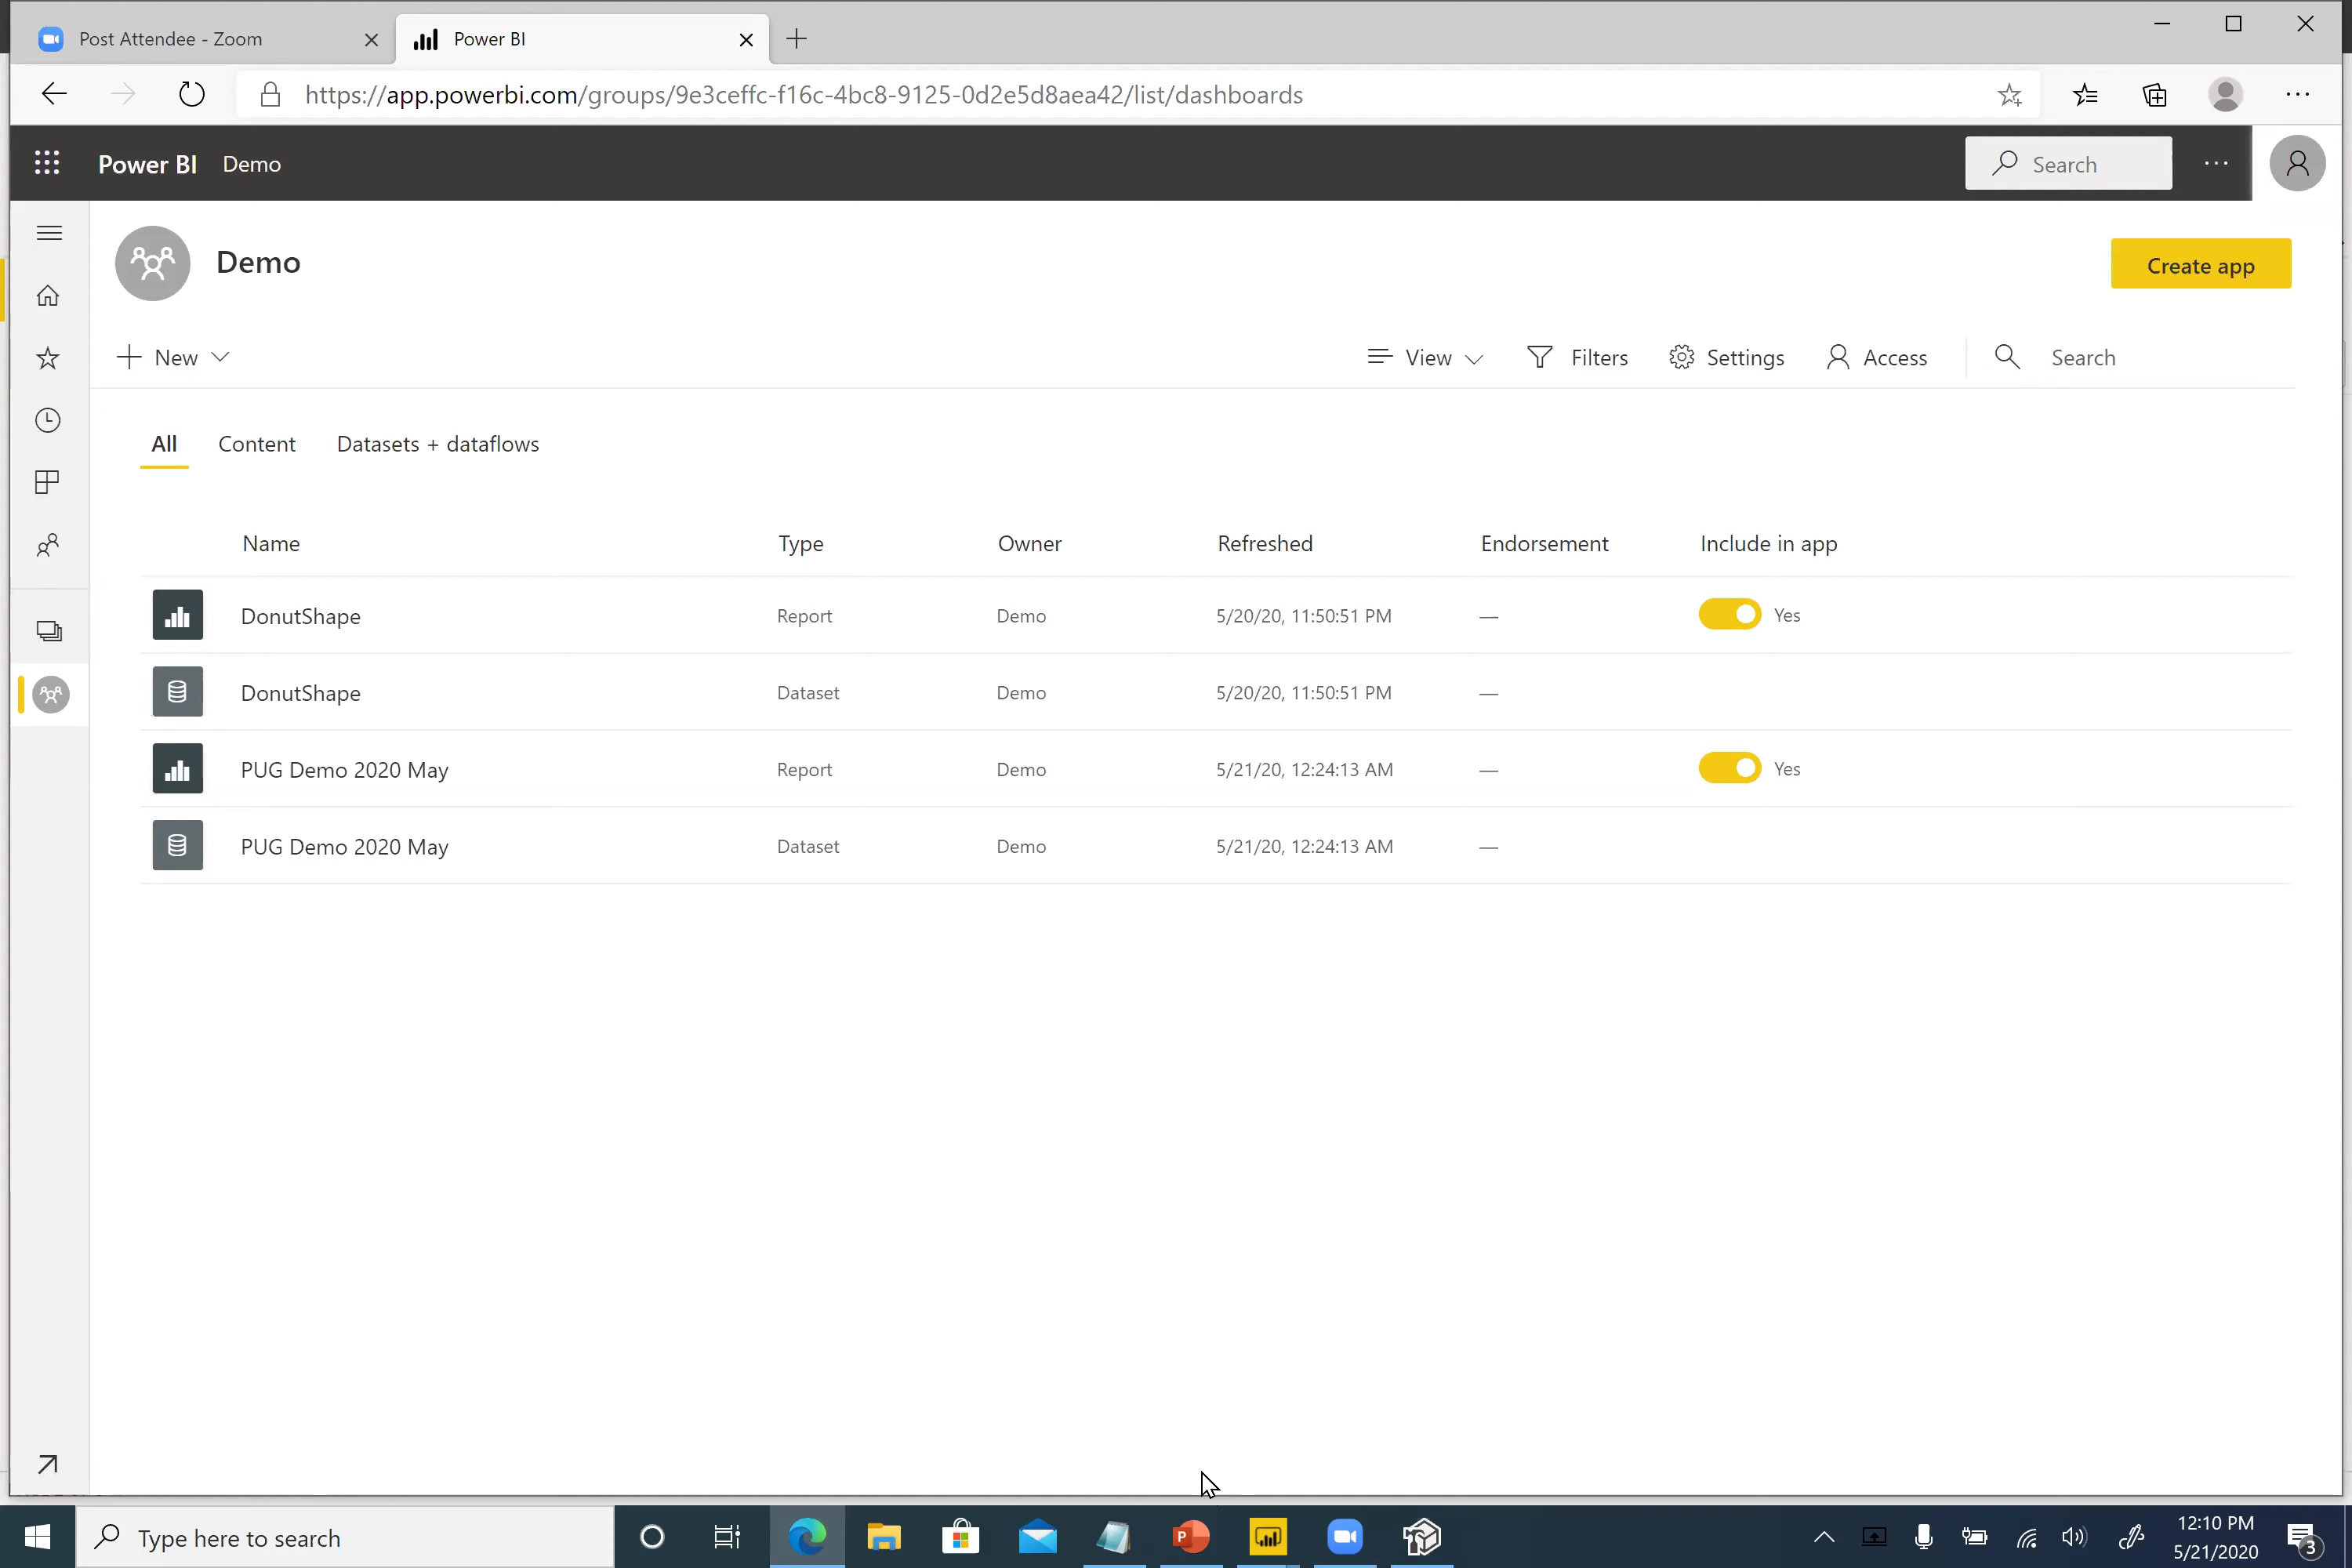 Post Attendee - Zoom
Power BI
https://app.powerbi.com/groups/9e3ceffc-f16c-4bc8-9125-0d2e5d8aea42/list/dashboards
Power BI Demo Search
Demo
Create app
New View Filters Settings Access Search
All Content Datasets + dataflows
Name Type Owner Refreshed Endorsement Include in app
DonutShape Report Demo 5/20/20, 11:50:51 PM — Yes
DonutShape Dataset Demo 5/20/20, 11:50:51 PM —
PUG Demo 2020 May Report Demo 5/21/20, 12:24:13 AM — Yes
PUG Demo 2020 May Dataset Demo 5/21/20, 12:24:13 AM —
Type here to search
P
12:10 PM
5/21/2020
3